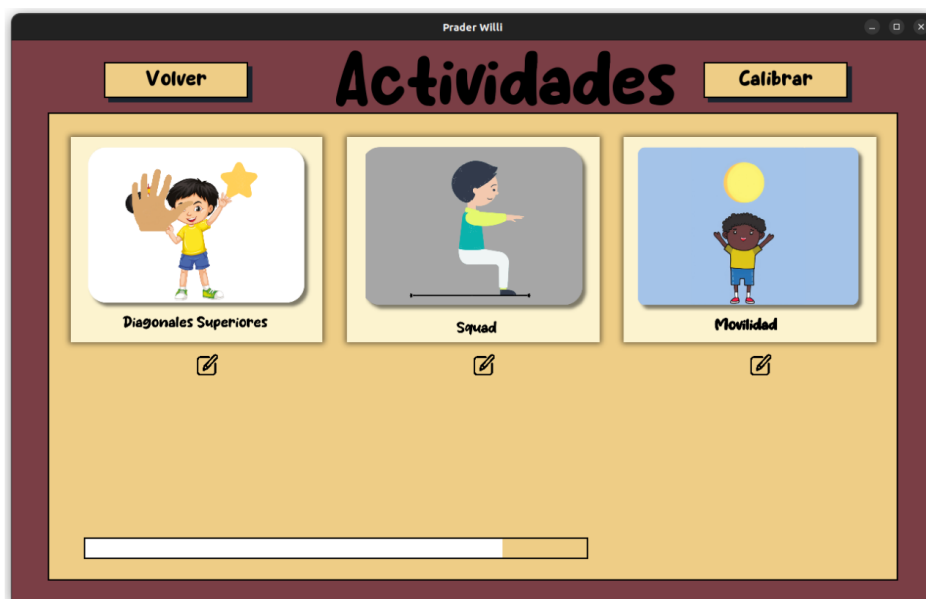 Prader Willi
Volver
Actividades
Calibrar
Diagonales Superiores
Squad
Movilidad